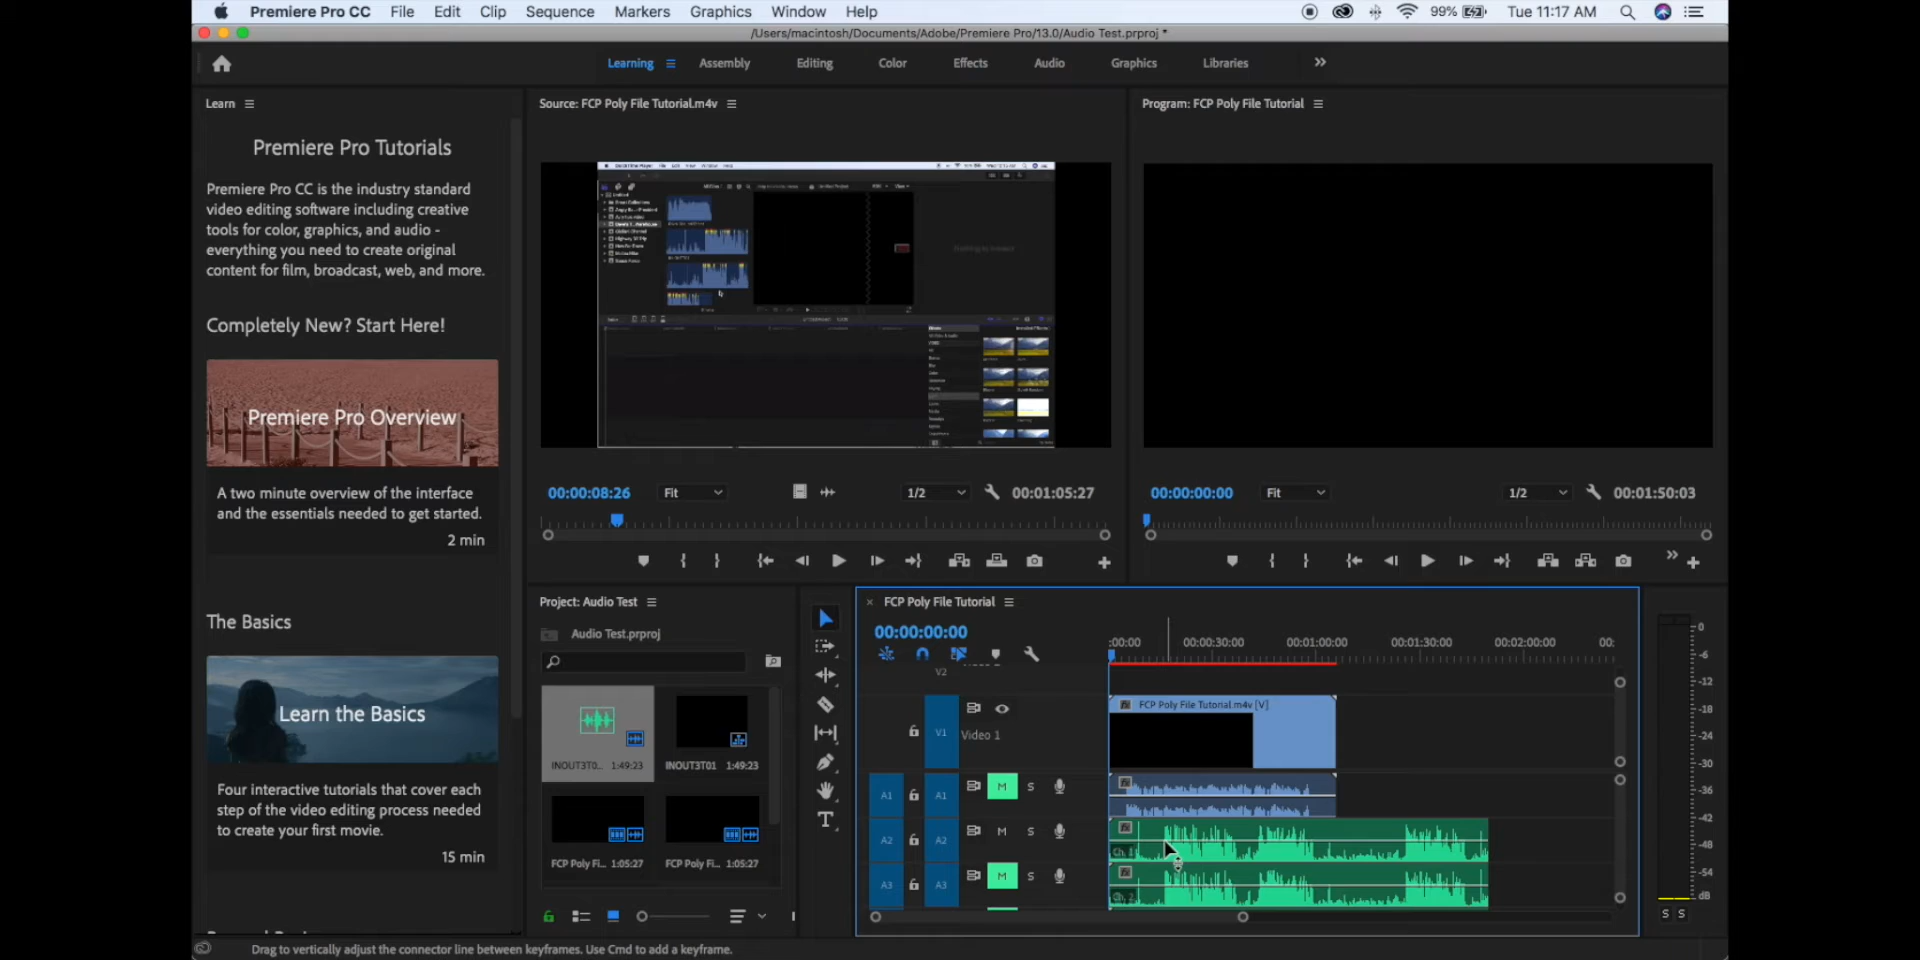 Premiere Pro CC File Edit Clip Sequence Markers Graphics Window Help 99% Tue 11:17 AM
/Users/macintosh/Documents/Adobe/Premiere Pro/13.0/Audio Test.prproj *
Learning Assembly Editing Color Effects Audio Graphics Libraries
Learn
Source: FCP Poly File Tutorial.m4v
Program: FCP Poly File Tutorial
Premiere Pro Tutorials
Premiere Pro CC is the industry standard
video editing software including creative
tools for color, graphics, and audio -
everything you need to create original
content for film, broadcast, web, and more.
Completely New? Start Here!
Premiere Pro Overview
A two minute overview of the interface
and the essentials needed to get started.
2 min
The Basics
Learn the Basics
Four interactive tutorials that cover each
step of the video editing process needed
to create your first movie.
15 min
00:00:08:26 Fit 1/2 00:01:05:27
00:00:00:00 Fit 1/2 00:01:50:03
Project: Audio Test
Audio Test.prproj
INOUT3T0... 1:49:23
INOUT3T01 1:49:23
FCP Poly Fi... 1:05:27
FCP Poly Fi... 1:05:27
T
× FCP Poly File Tutorial
00:00:00:00
:00:00 00:00:30:00 00:01:00:00 00:01:30:00 00:02:00:00 00:
V2
FCP Poly File Tutorial.m4v [V]
V1 Video 1
A1 A1 M S
A2 A2 M S
Ch. 1
A3 A3 M S
Ch. 2
0
-6
-12
-18
-24
-30
-36
-42
-48
-54
dB
S S
Drag to vertically adjust the connector line between keyframes. Use Cmd to add a keyframe.